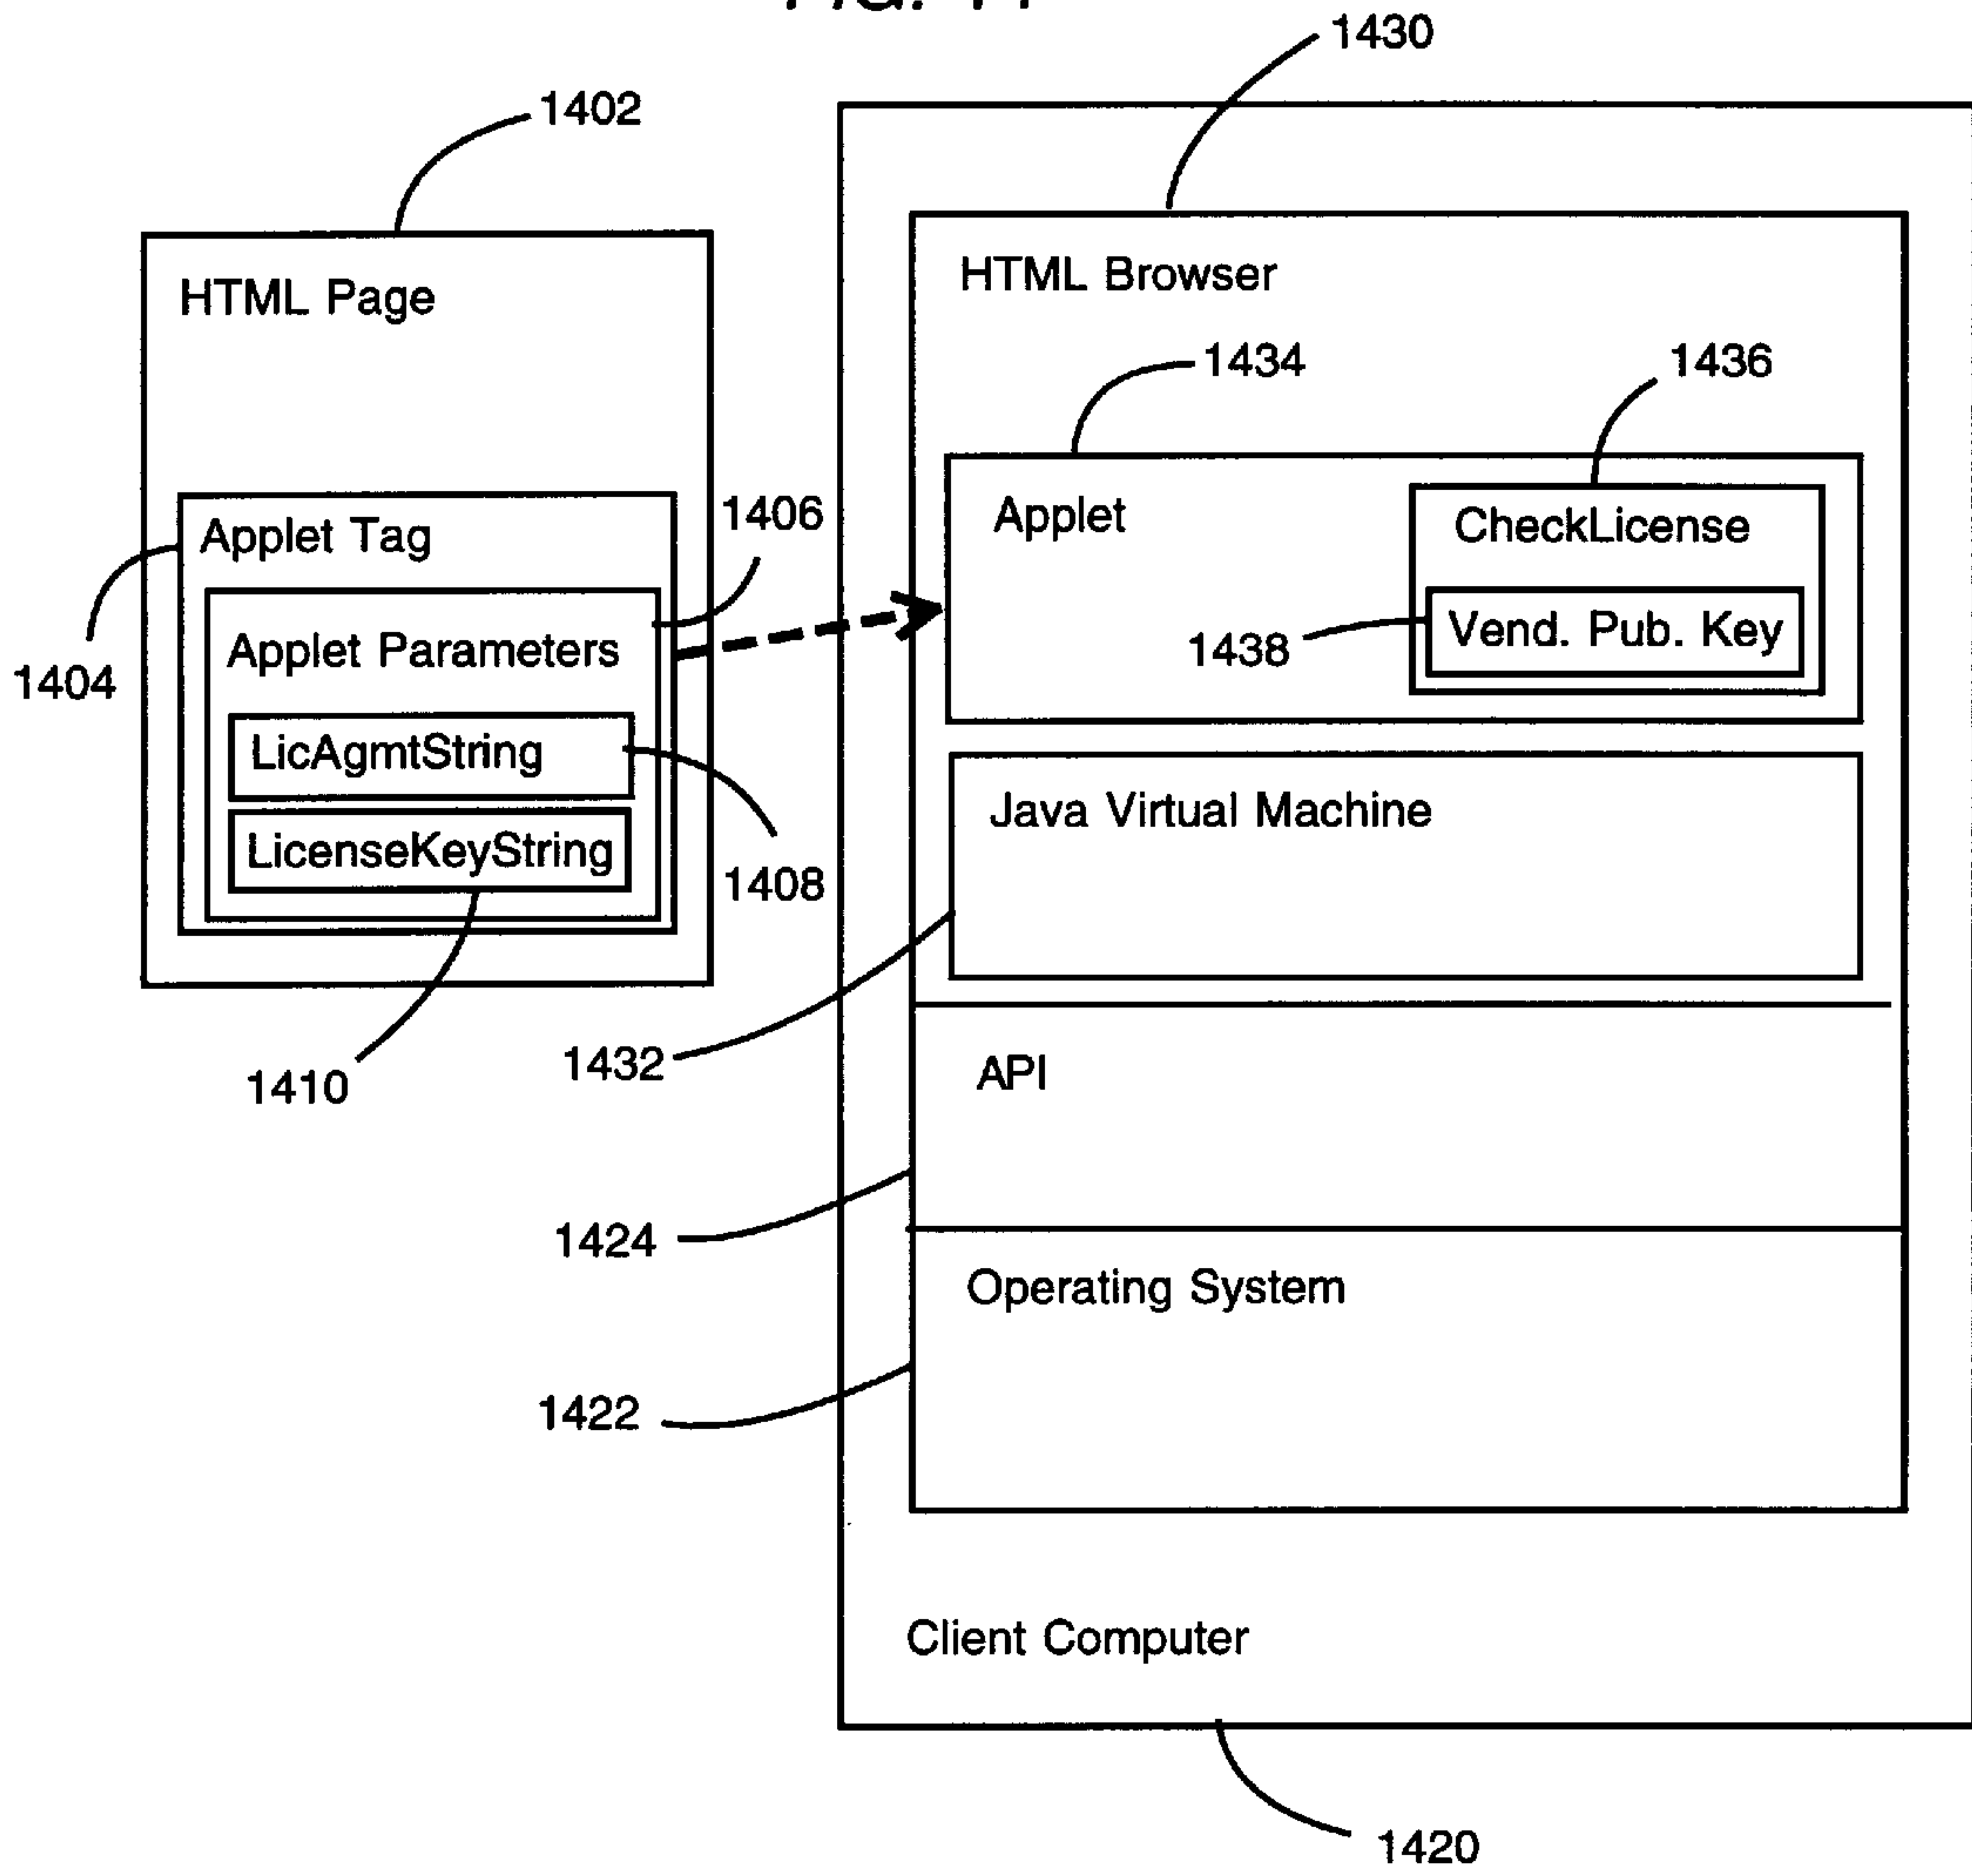 1430
1402
HTML Page
HTML Browser
1434
1436
1406
Applet Tag
Applet
CheckLicense
Applet Parameters
1404
1438
Vend. Pub. Key
LicAgmtString
Java Virtual Machine
LicenseKeyString
1408
1432
1410
API
1424
Operating System
1422
Client Computer
1420